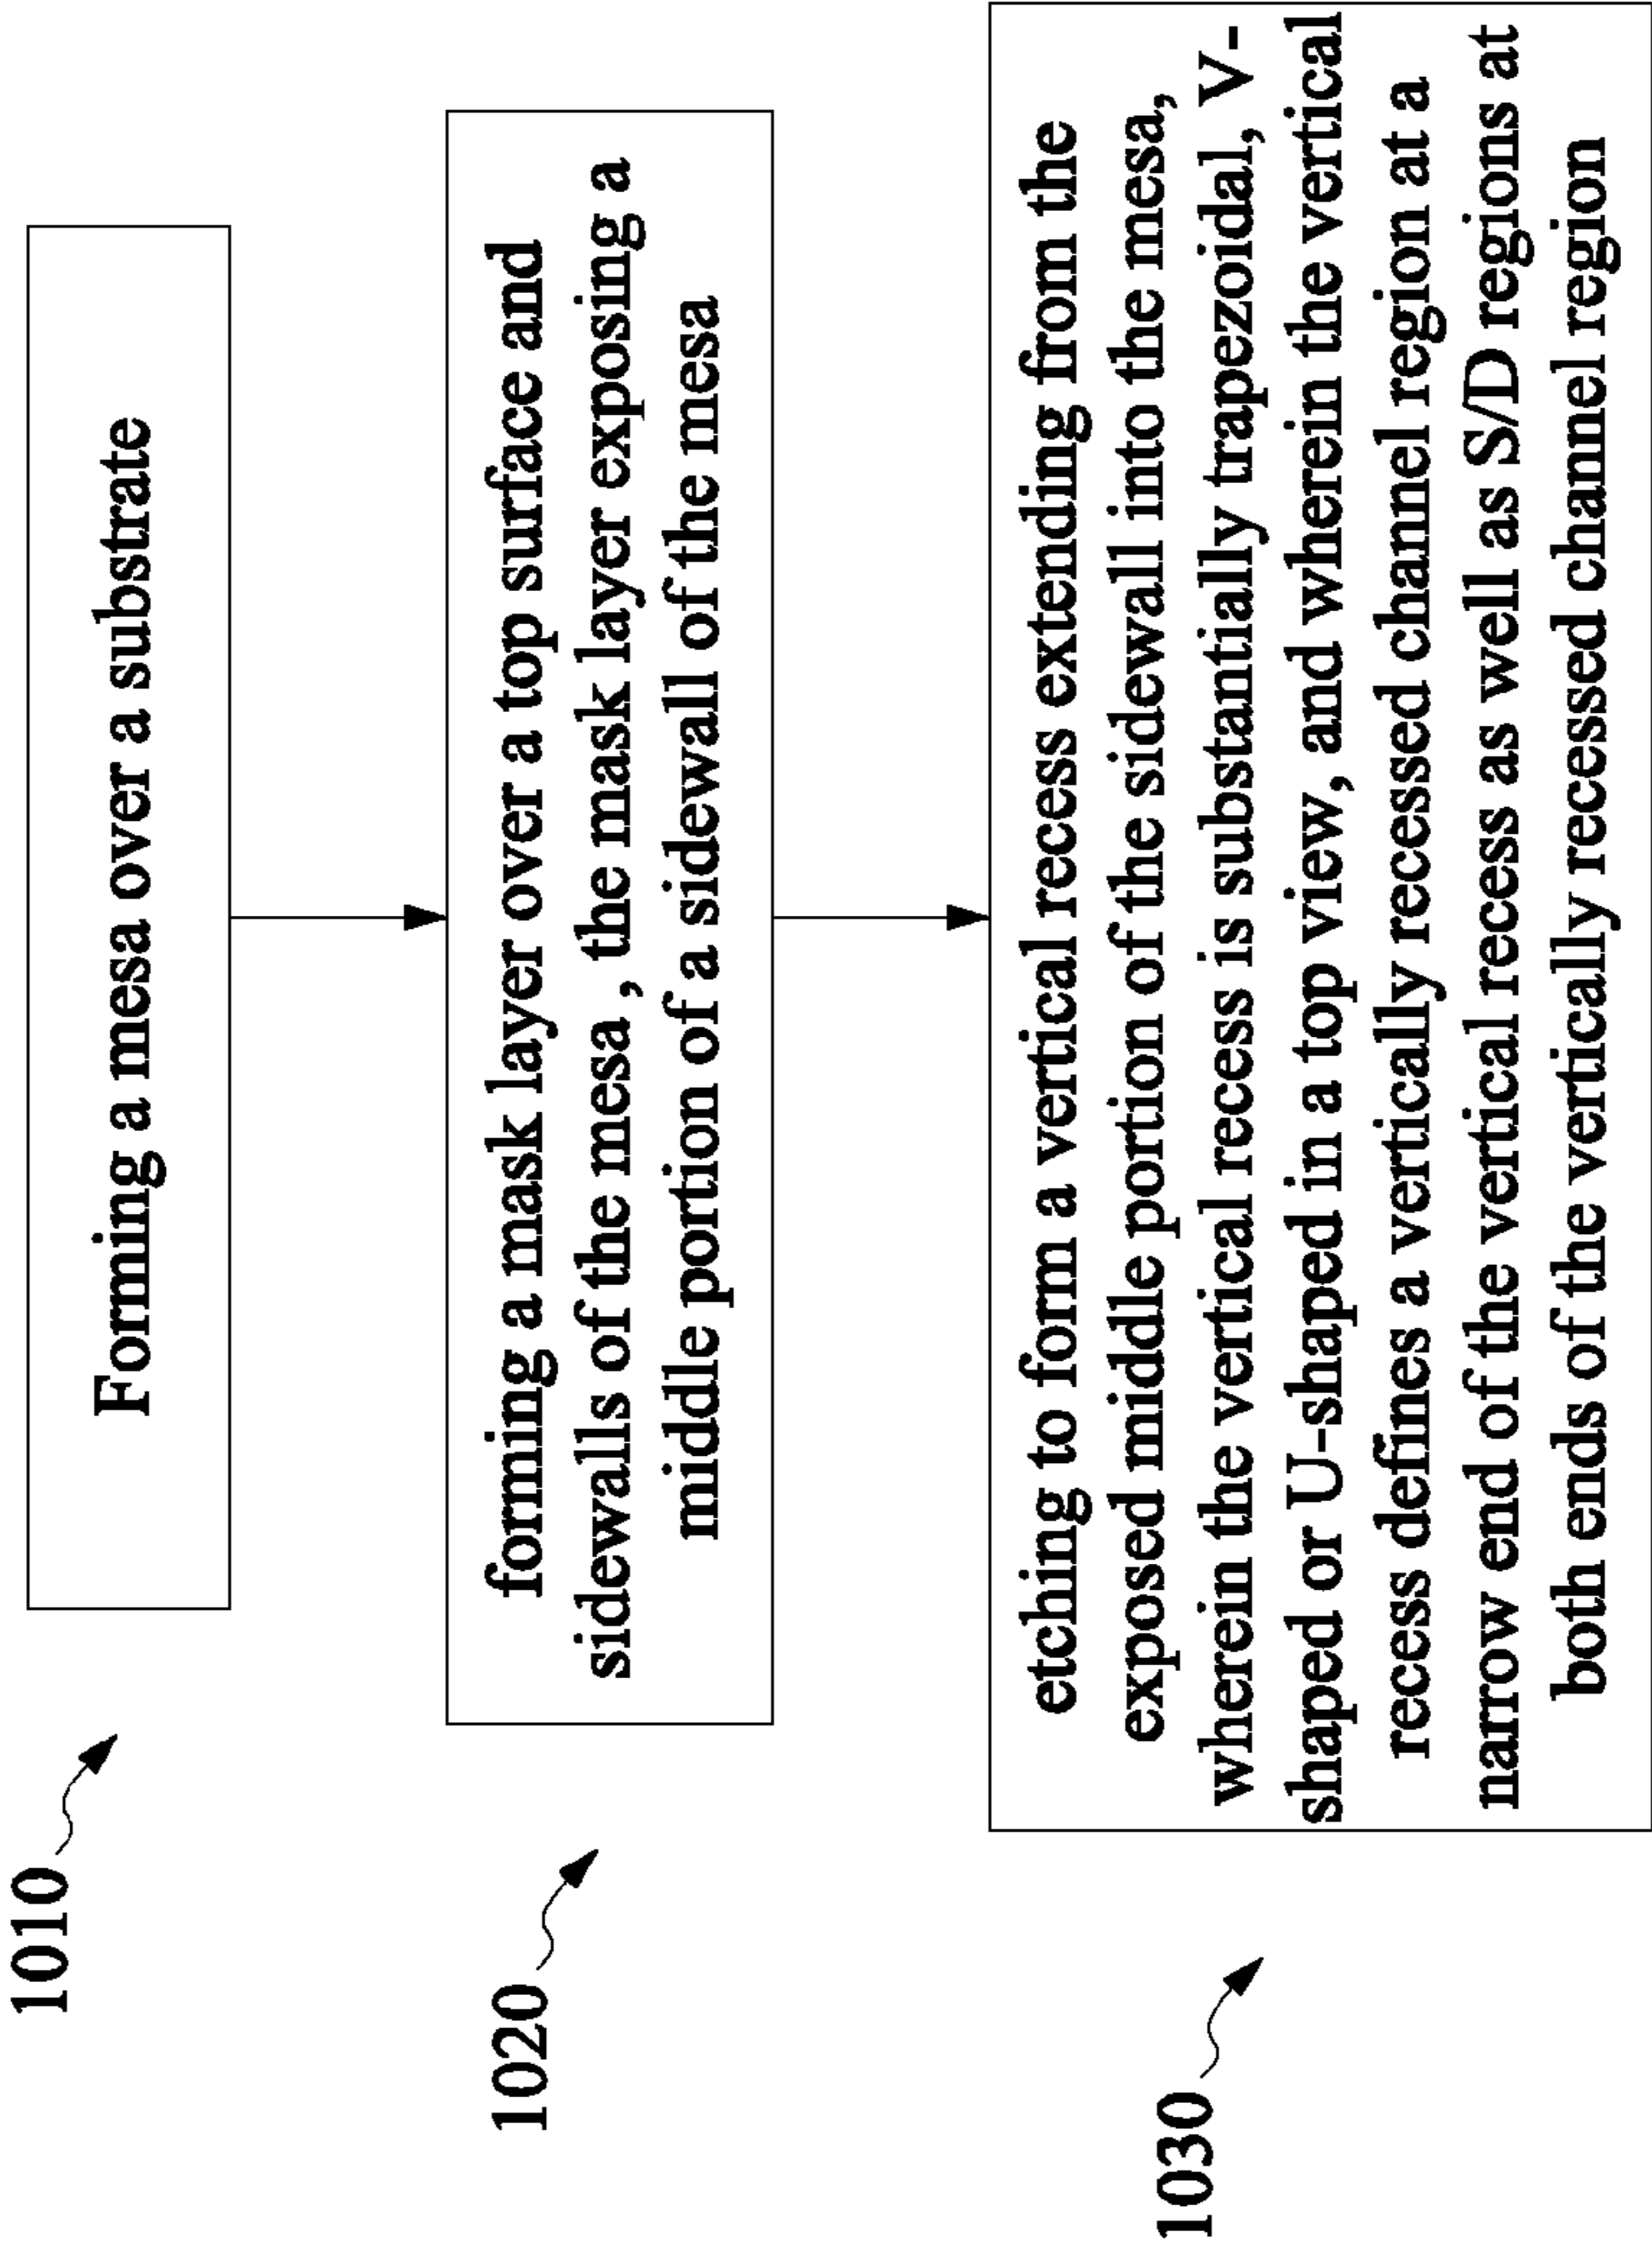 1010
Forming a mesa over a substrate
1020
forming a mask layer over a top surface and
sidewalls of the mesa , the mask layer exposing a
middle portion of a sidewall of the mesa
1030
etching to form a vertical recess extending from the
exposed middle portion of the sidewall into the mesa,
wherein the vertical recess is substantially trapezoidal, V-
shaped or U-shaped in a top view, and wherein the vertical
recess defines a vertically recessed channel region at a
narrow end of the vertical recess as well as S/D regions at
both ends of the vertically recessed channel region